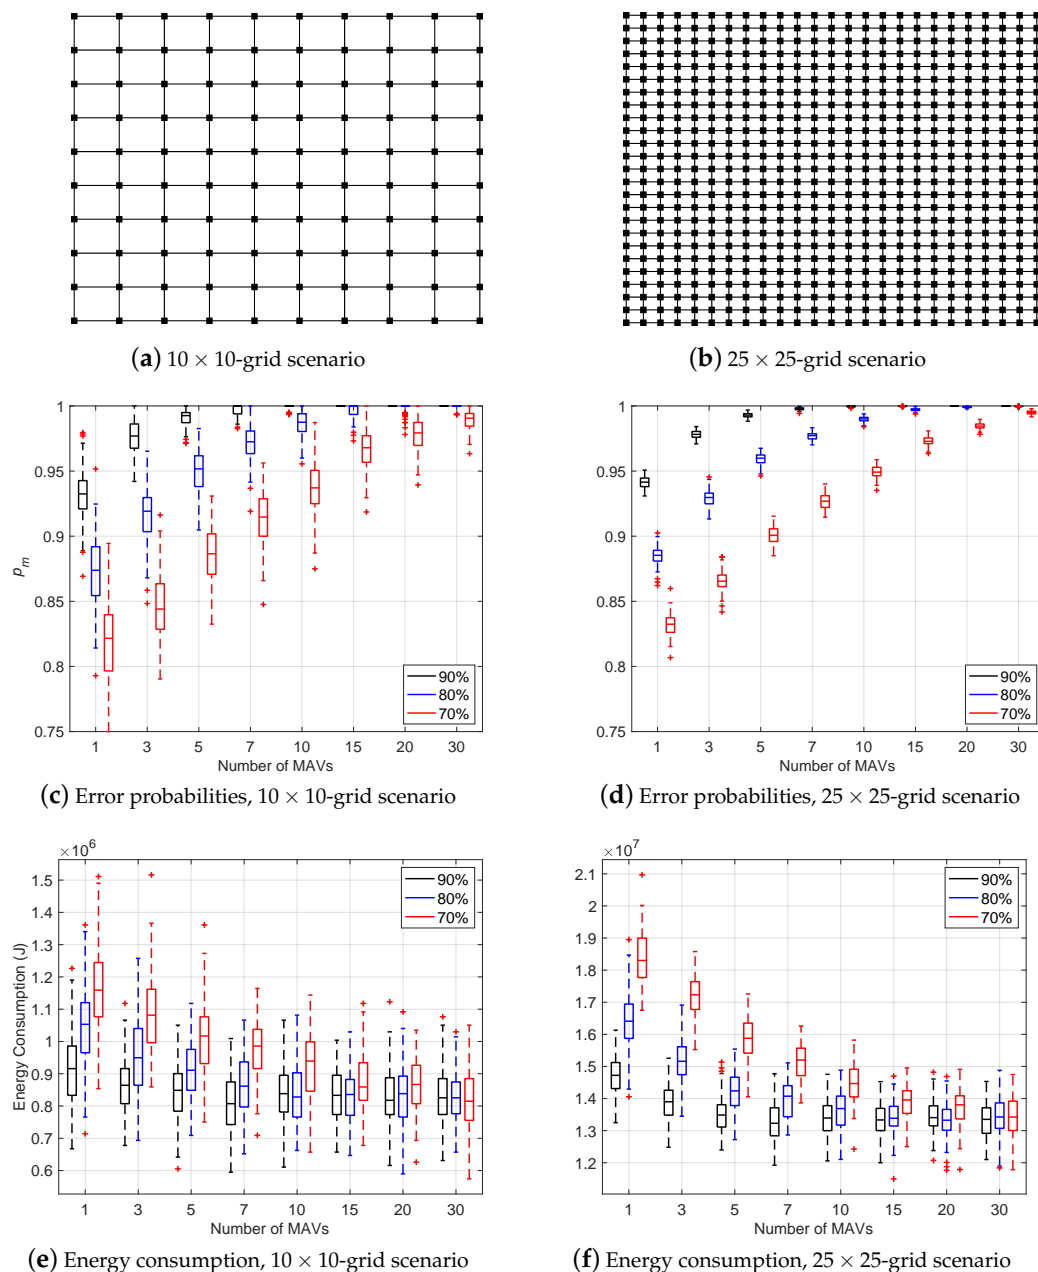 (a) 10 × 10-grid scenario
(b) 25 × 25-grid scenario
1
0.95
0.9
0.85
0.8
0.75
p_m
90%
80%
70%
1 3 5 7 10 15 20 30
Number of MAVs
(c) Error probabilities, 10 × 10-grid scenario
1
0.95
0.9
0.85
0.8
0.75
90%
80%
70%
1 3 5 7 10 15 20 30
Number of MAVs
(d) Error probabilities, 25 × 25-grid scenario
×10^6
1.5
1.4
1.3
1.2
1.1
1
0.9
0.8
0.7
0.6
Energy Consumption (J)
90%
80%
70%
1 3 5 7 10 15 20 30
Number of MAVs
(e) Energy consumption, 10 × 10-grid scenario
×10^7
2.1
2
1.9
1.8
1.7
1.6
1.5
1.4
1.3
1.2
90%
80%
70%
1 3 5 7 10 15 20 30
Number of MAVs
(f) Energy consumption, 25 × 25-grid scenario